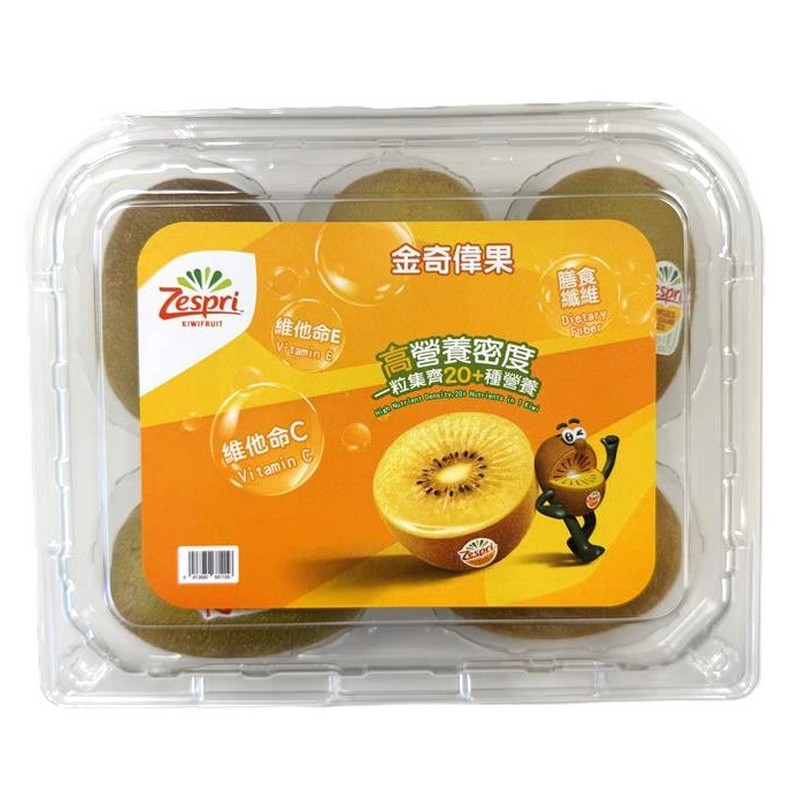 金奇偉果
Zespri
KIWIFRUIT
維他命E
Vitamin E
膳食
纖維
Dietary
Fiber
高營養密度
一粒集齊20+種營養
High Nutrient Density,20+ Nutrients in 1 Kiwi
維他命C
Vitamin C
Zespri